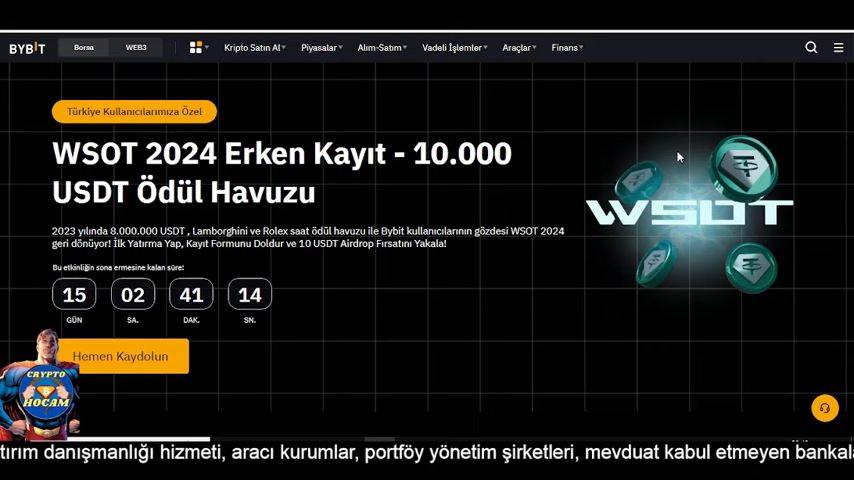 BYBIT
Borsa WEB3
Kripto Satın Al Piyasalar Alım-Satım Vadeli İşlemler Araçlar Finans
Türkiye Kullanıcılarımıza Özel
WSOT 2024 Erken Kayıt - 10.000
USDT Ödül Havuzu
2023 yılında 8.000.000 USDT , Lamborghini ve Rolex saat ödül havuzu ile Bybit kullanıcılarının gözdesi WSOT 2024
geri dönüyor! İlk Yatırma Yap, Kayıt Formunu Doldur ve 10 USDT Airdrop Fırsatını Yakala!
WSOT
Bu etkinliğin sona ermesine kalan süre:
15 02 41 14
GÜN SA. DAK. SN.
Hemen Kaydolun
CRYPTO
HOCAM
tırım danışmanlığı hizmeti, aracı kurumlar, portföy yönetim şirketleri, mevduat kabul etmeyen bankala